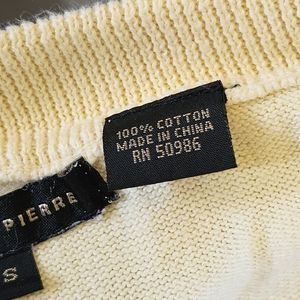 100% COTTON
MADE IN CHINA
RN 50986
PIERRE
S